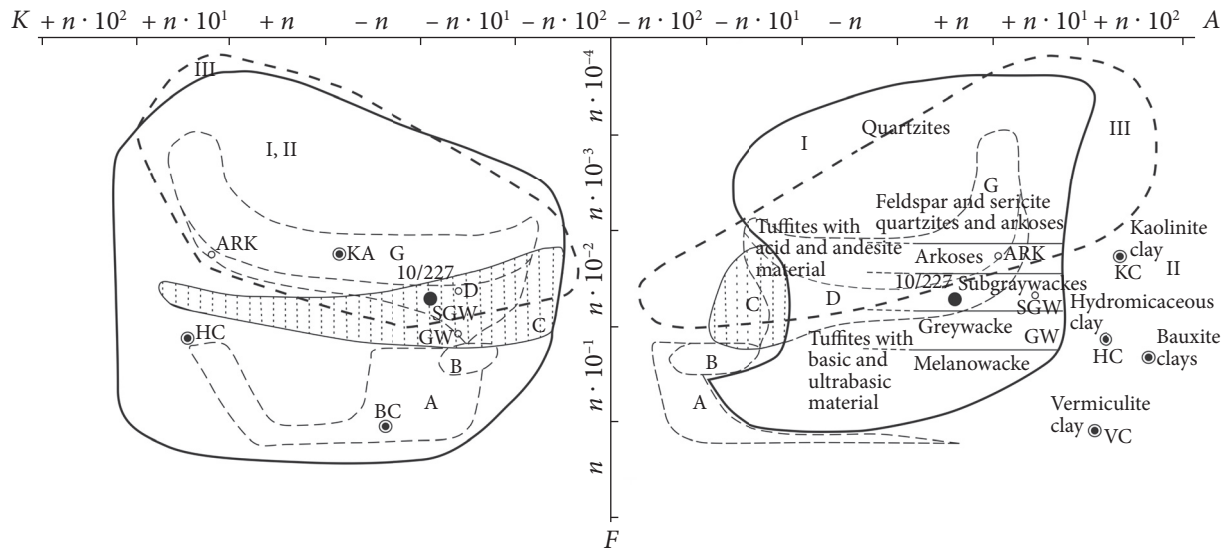 K + n · 10² + n · 10¹ − n − n · 10¹ − n · 10² − n · 10² − n · 10¹ − n + n + n · 10¹ + n · 10² A
n · 10⁻⁴
n · 10⁻³
n · 10⁻²
n · 10⁻¹
n
F
III
I, II
ARK
KA
G
10/227
D
SGW
C
HC
GW
B
A
BC
I
Quartzites
III
G
Feldspar and sericite
quartzites and arkoses
Tuffites with
acid and andesite
material
Arkoses
ARK
Kaolinite
clay
KC
II
10/227
Subgraywackes
D
C
SGW
Hydromicaceous
clay
HC
Greywacke
GW
Tuffites with
basic and
ultrabasic
material
Melanowacke
Bauxite
clays
B
A
Vermiculite
clay
VC